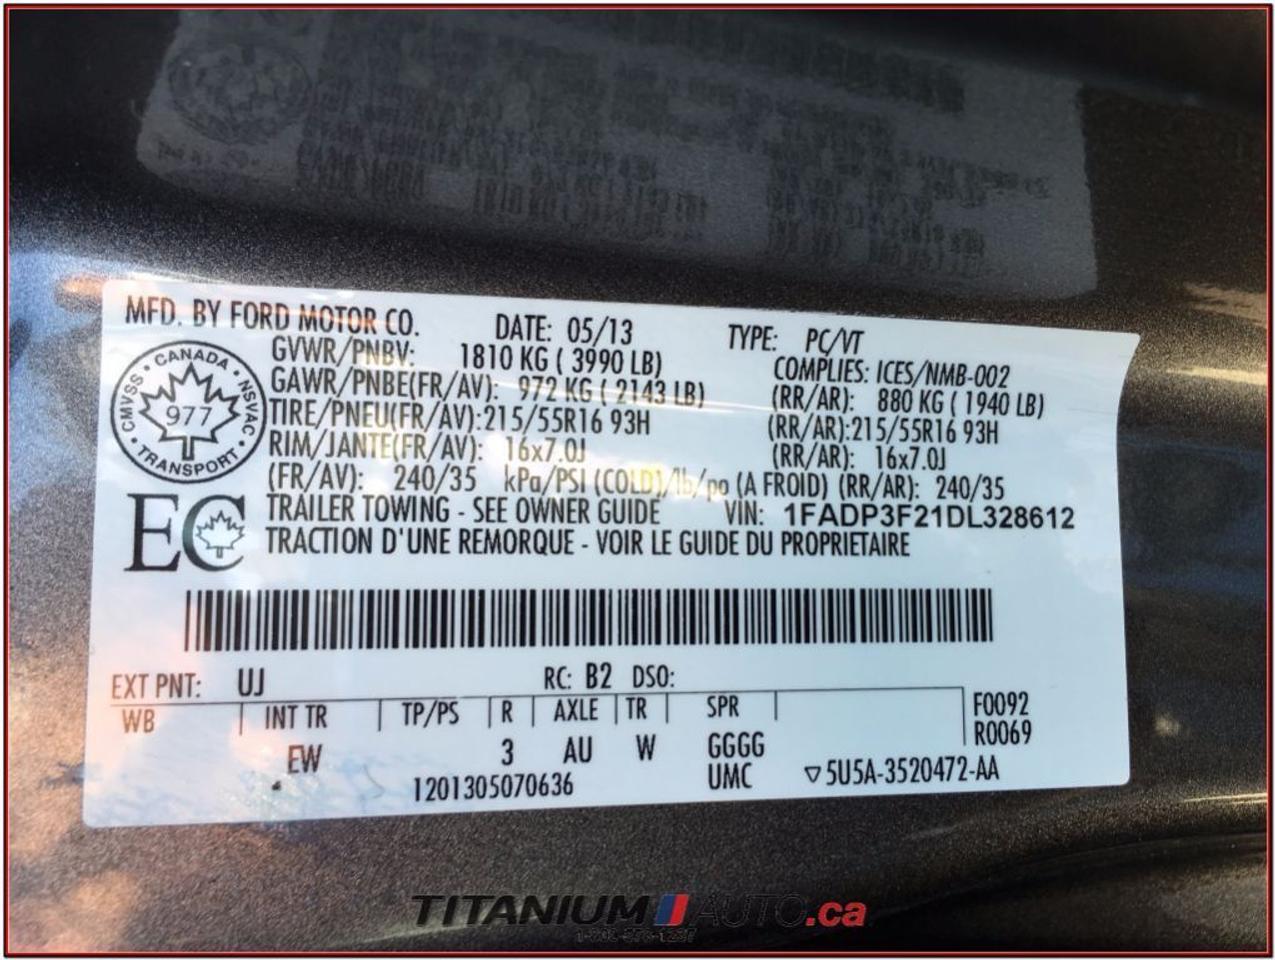 MFD. BY FORD MOTOR CO. DATE: 05/13 TYPE: PC/VT
GVWR/PNBV: 1810 KG ( 3990 LB) COMPLIES: ICES/NMB-002
GAWR/PNBE(FR/AV): 972 KG ( 2143 LB) (RR/AR): 880 KG ( 1940 LB)
TIRE/PNEU(FR/AV):215/55R16 93H (RR/AR):215/55R16 93H
RIM/JANTE(FR/AV): 16x7.0J (RR/AR): 16x7.0J
(FR/AV): 240/35 kPa/PSI (COLD)/lb/po (A FROID) (RR/AR): 240/35
TRAILER TOWING - SEE OWNER GUIDE VIN: 1FADP3F21DL328612
TRACTION D'UNE REMORQUE - VOIR LE GUIDE DU PROPRIETAIRE
CANADA
CMVSS 977 NSVAC
TRANSPORT
EC
EXT PNT: UJ RC: B2 DSO:
WB INT TR TP/PS R AXLE TR SPR F0092
R0069
EW 3 AU W GGGG
1201305070636 UMC 5U5A-3520472-AA
TITANIUM AUTO.ca